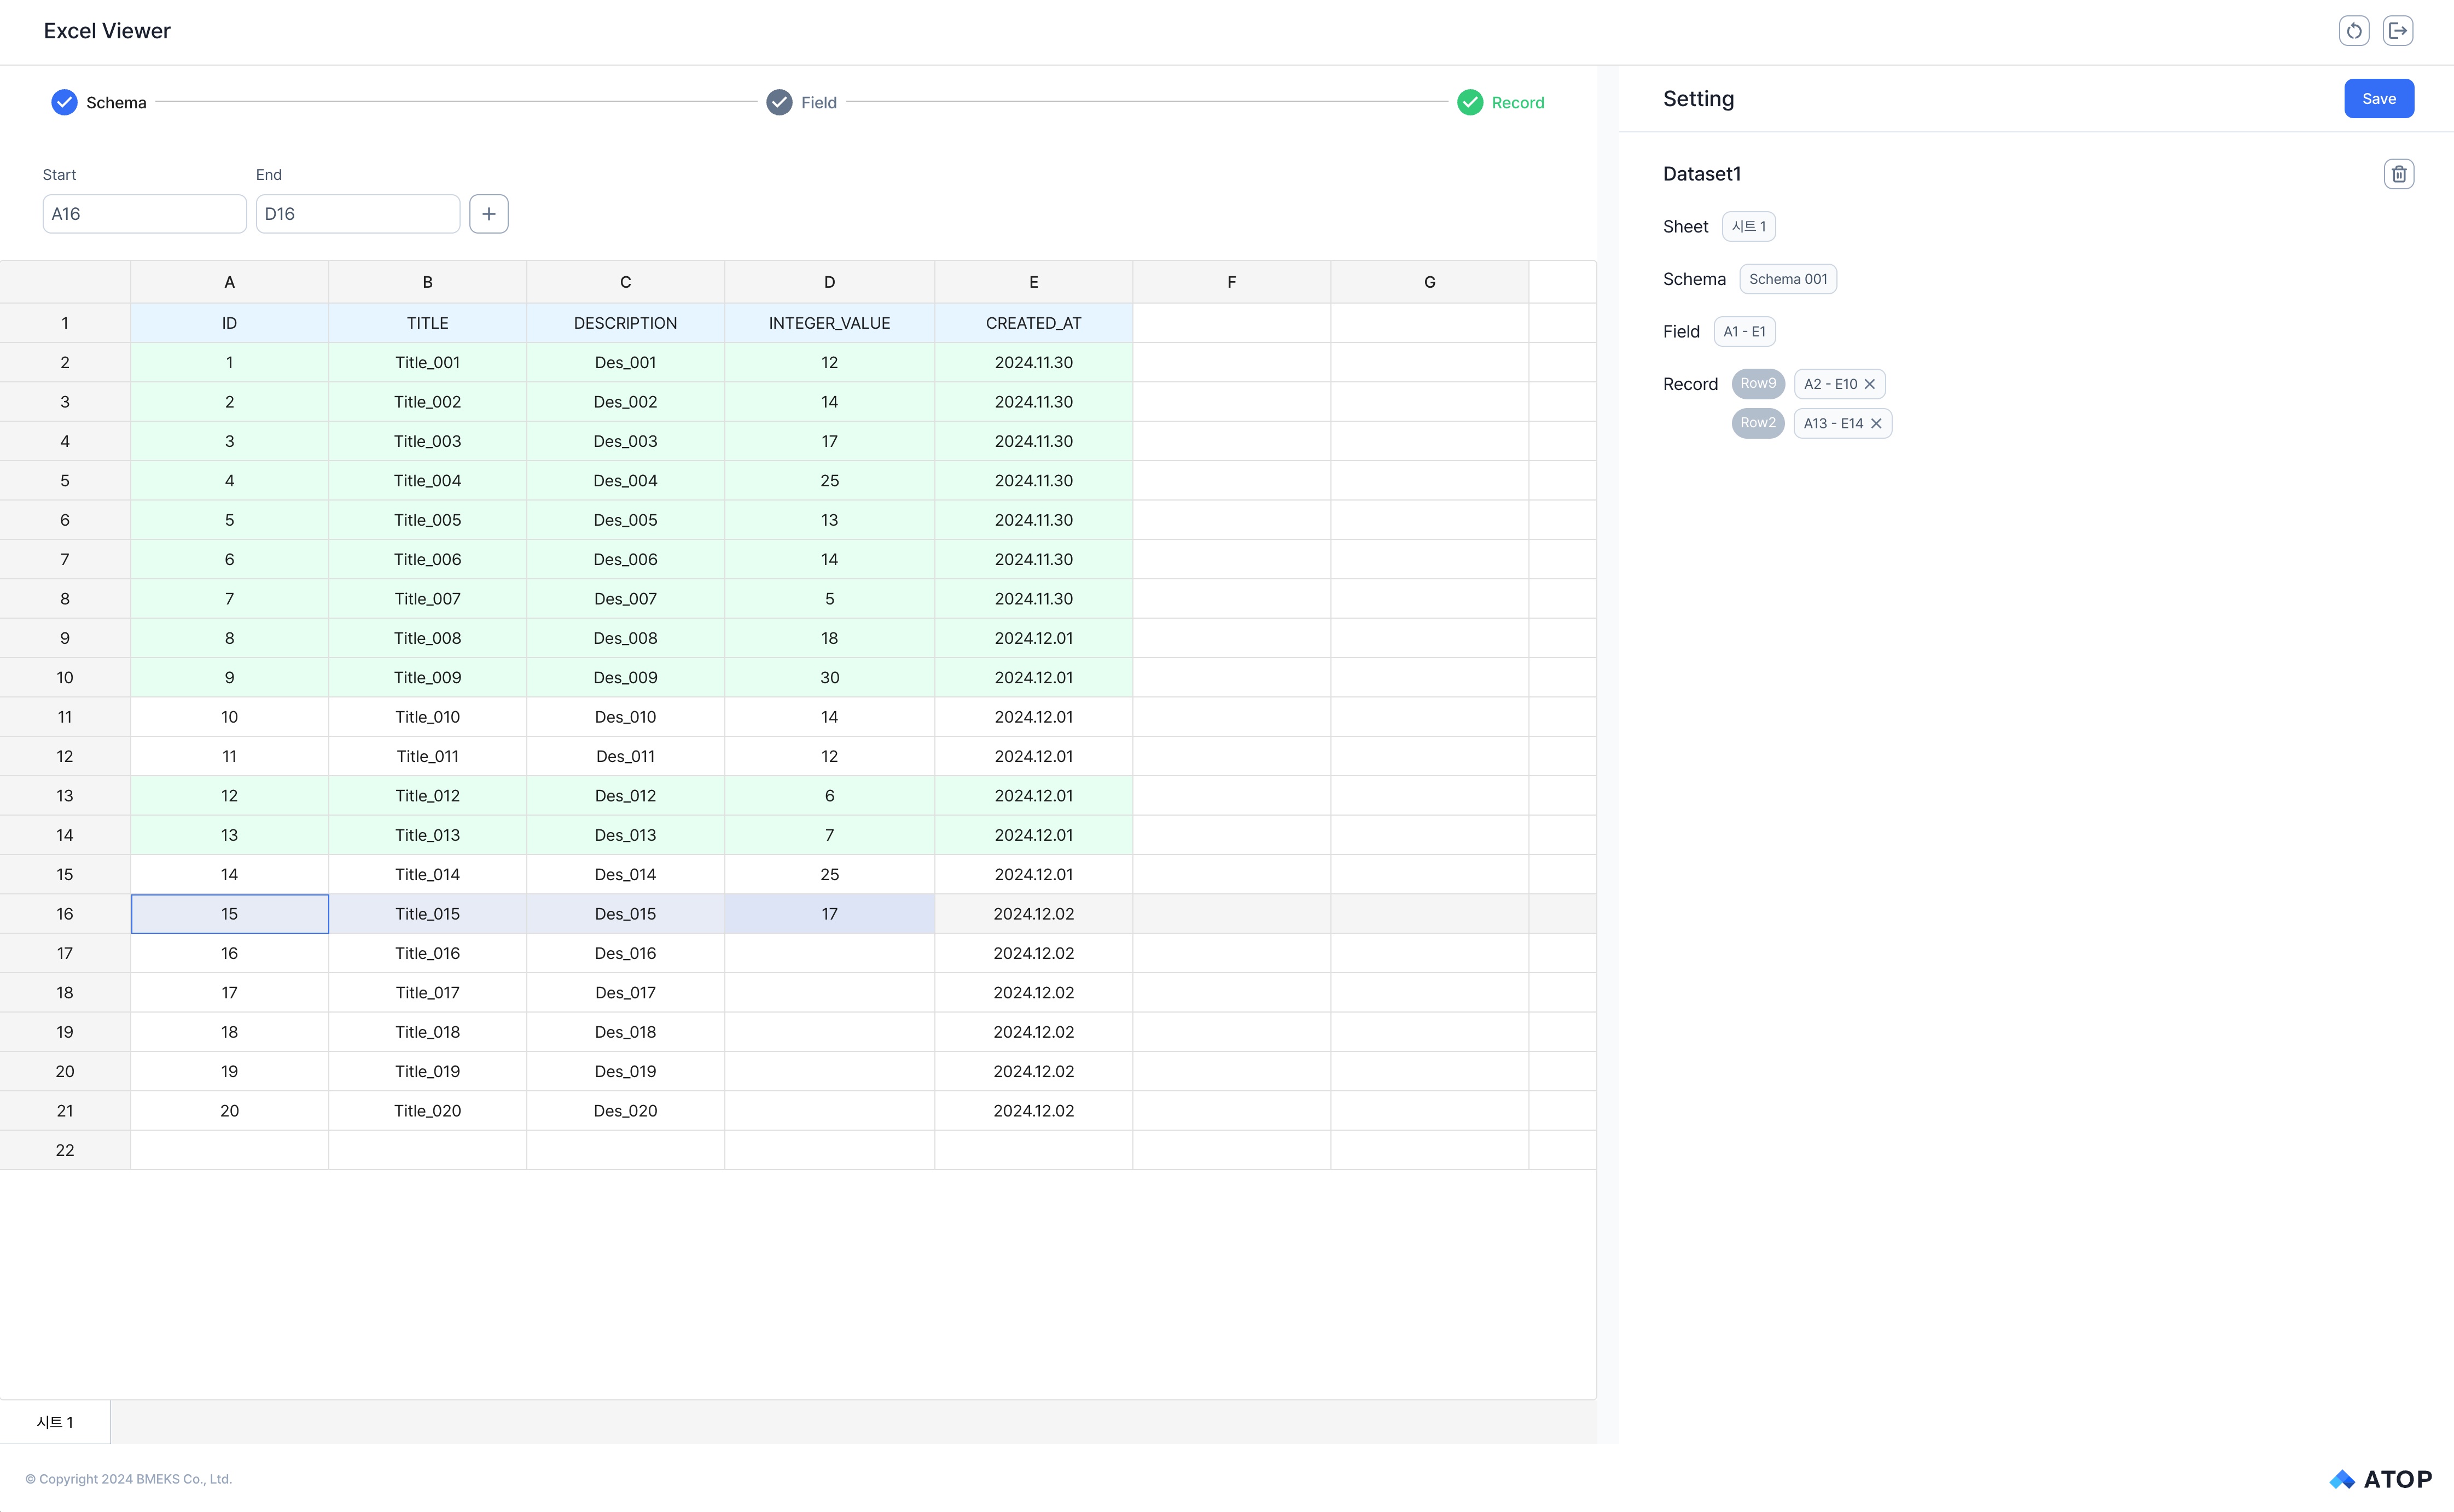 Excel Viewer
Schema Field Record
Start End
A16 D16
A B C D E F G
1 ID TITLE DESCRIPTION INTEGER_VALUE CREATED_AT
2 1 Title_001 Des_001 12 2024.11.30
3 2 Title_002 Des_002 14 2024.11.30
4 3 Title_003 Des_003 17 2024.11.30
5 4 Title_004 Des_004 25 2024.11.30
6 5 Title_005 Des_005 13 2024.11.30
7 6 Title_006 Des_006 14 2024.11.30
8 7 Title_007 Des_007 5 2024.11.30
9 8 Title_008 Des_008 18 2024.12.01
10 9 Title_009 Des_009 30 2024.12.01
11 10 Title_010 Des_010 14 2024.12.01
12 11 Title_011 Des_011 12 2024.12.01
13 12 Title_012 Des_012 6 2024.12.01
14 13 Title_013 Des_013 7 2024.12.01
15 14 Title_014 Des_014 25 2024.12.01
16 15 Title_015 Des_015 17 2024.12.02
17 16 Title_016 Des_016 2024.12.02
18 17 Title_017 Des_017 2024.12.02
19 18 Title_018 Des_018 2024.12.02
20 19 Title_019 Des_019 2024.12.02
21 20 Title_020 Des_020 2024.12.02
22
시트 1
Setting Save
Dataset1
Sheet 시트 1
Schema Schema 001
Field A1 - E1
Record Row9 A2 - E10
Row2 A13 - E14
© Copyright 2024 BMEKS Co., Ltd.
ATOP